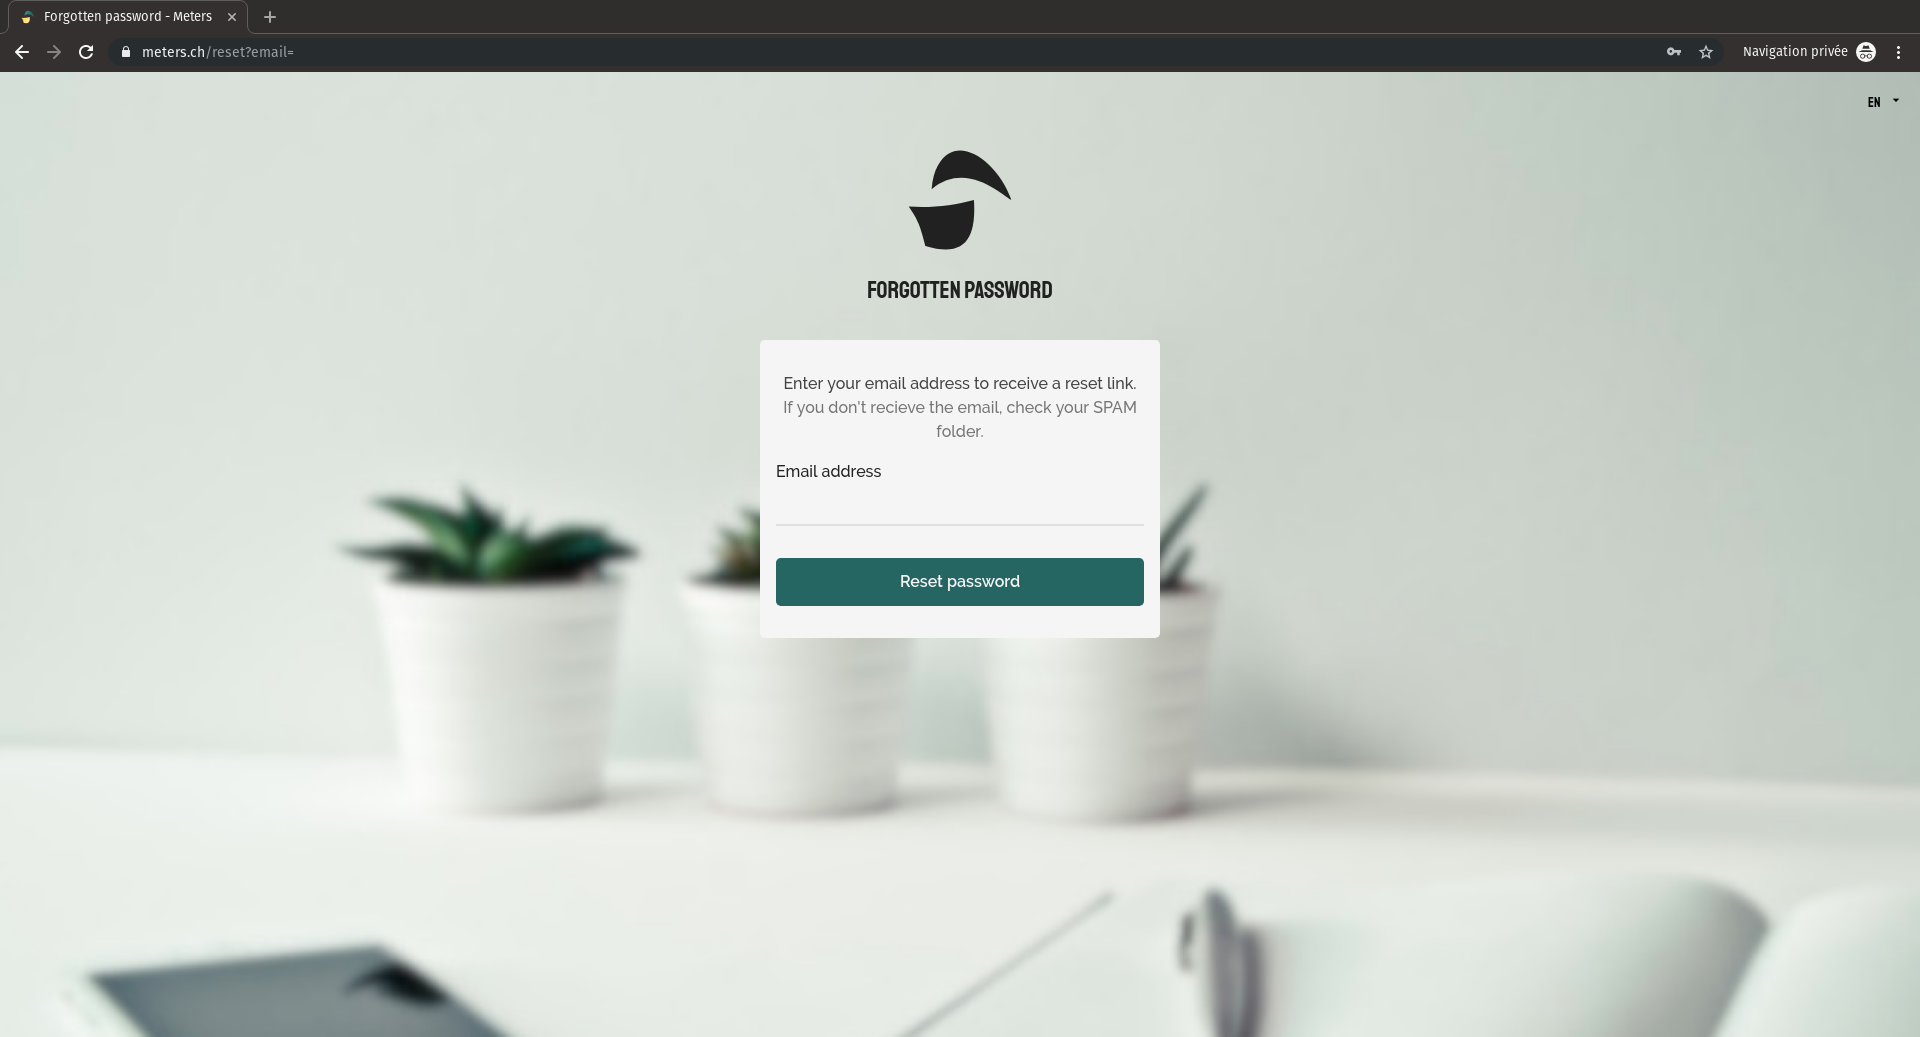 Forgotten password - Meters
meters.ch/reset?email=
Navigation privée
EN
FORGOTTEN PASSWORD
Enter your email address to receive a reset link.
If you don't recieve the email, check your SPAM
folder.
Email address
Reset password